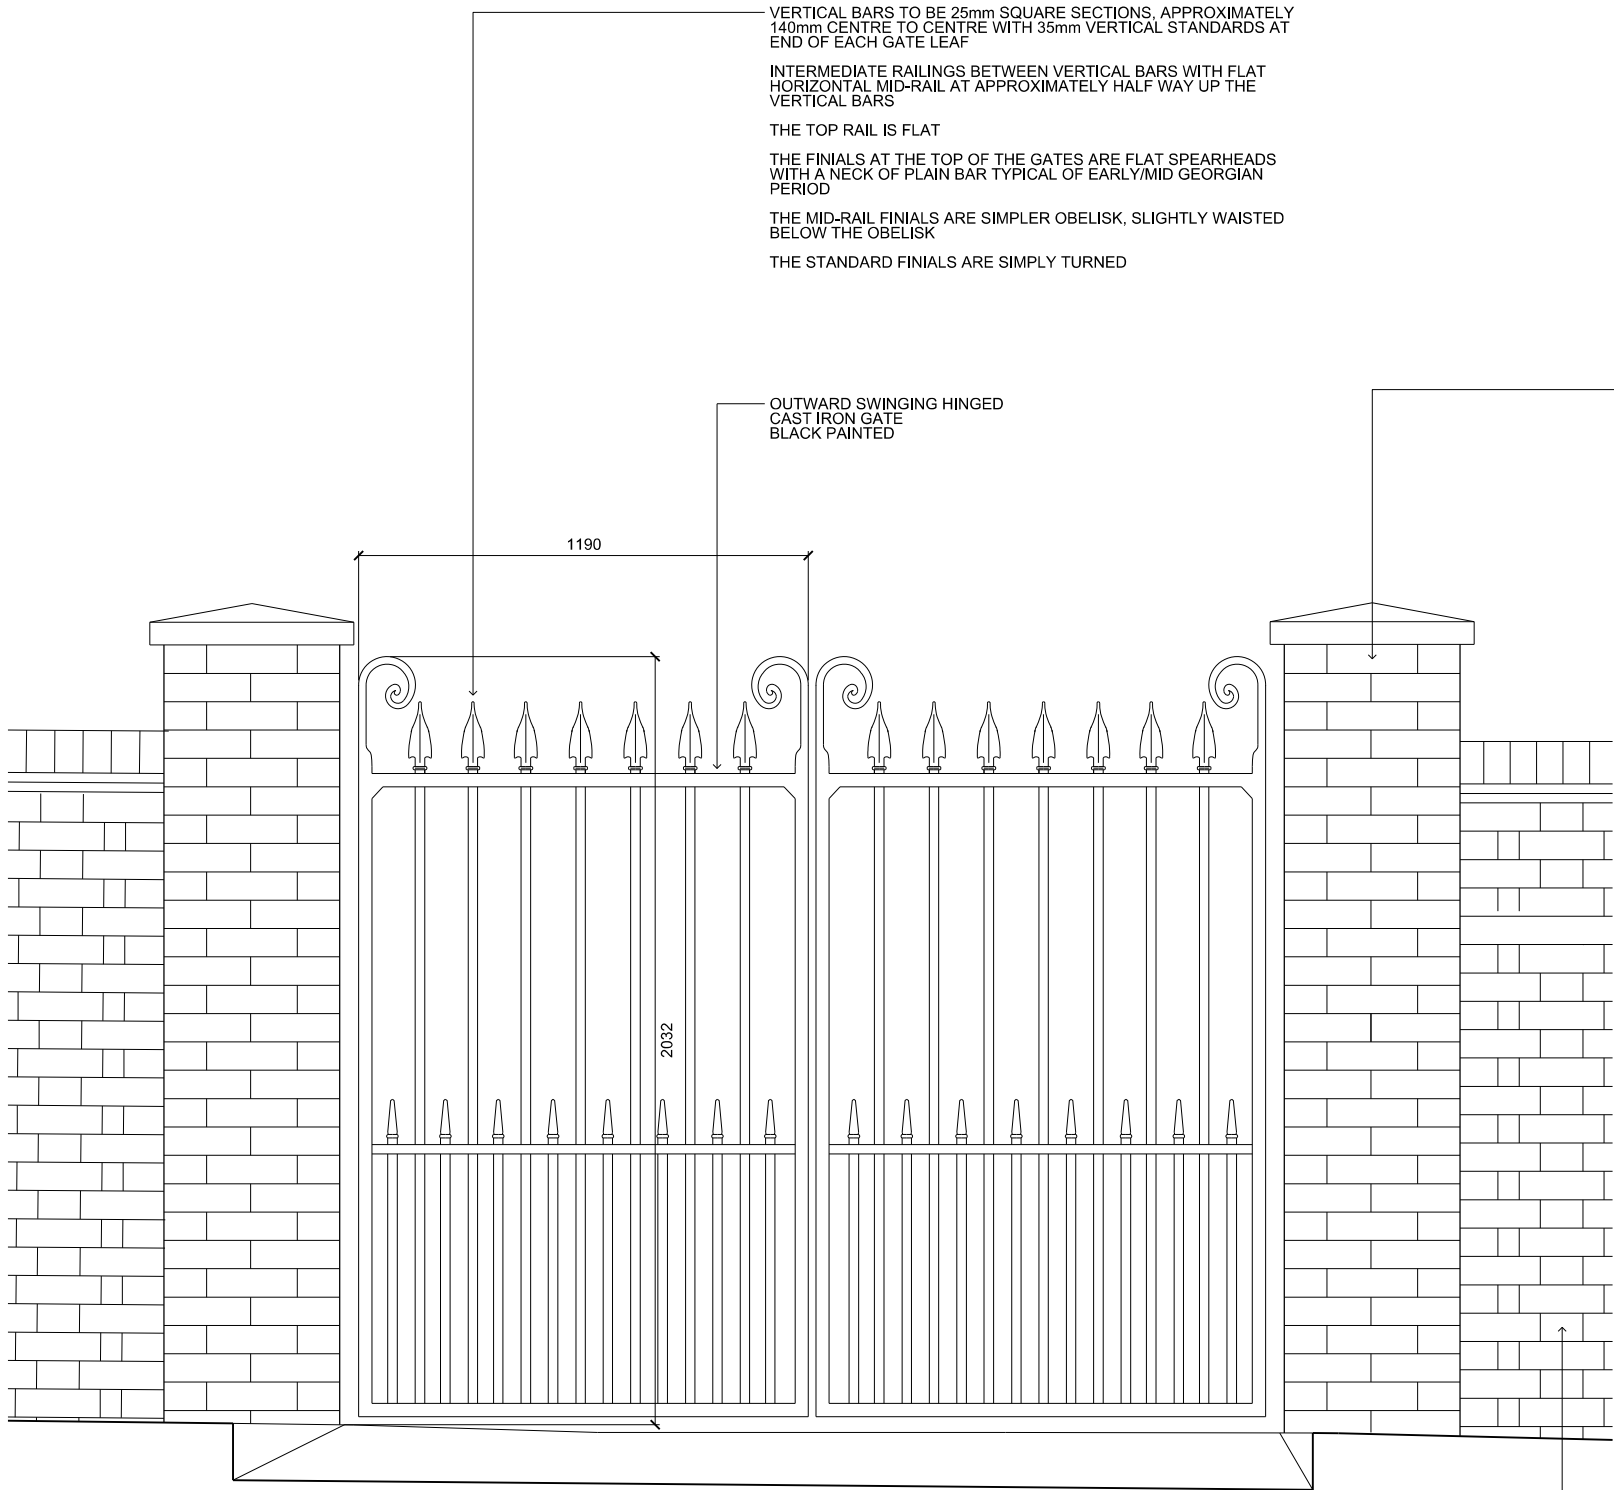 VERTICAL BARS TO BE 25mm SQUARE SECTIONS, APPROXIMATELY
140mm CENTRE TO CENTRE WITH 35mm VERTICAL STANDARDS AT
END OF EACH GATE LEAF
INTERMEDIATE RAILINGS BETWEEN VERTICAL BARS WITH FLAT
HORIZONTAL MID-RAIL AT APPROXIMATELY HALF WAY UP THE
VERTICAL BARS
THE TOP RAIL IS FLAT
THE FINIALS AT THE TOP OF THE GATES ARE FLAT SPEARHEADS
WITH A NECK OF PLAIN BAR TYPICAL OF EARLY/MID GEORGIAN
PERIOD
THE MID-RAIL FINIALS ARE SIMPLER OBELISK, SLIGHTLY WAISTED
BELOW THE OBELISK
THE STANDARD FINIALS ARE SIMPLY TURNED
OUTWARD SWINGING HINGED
CAST IRON GATE
BLACK PAINTED
1190
2032